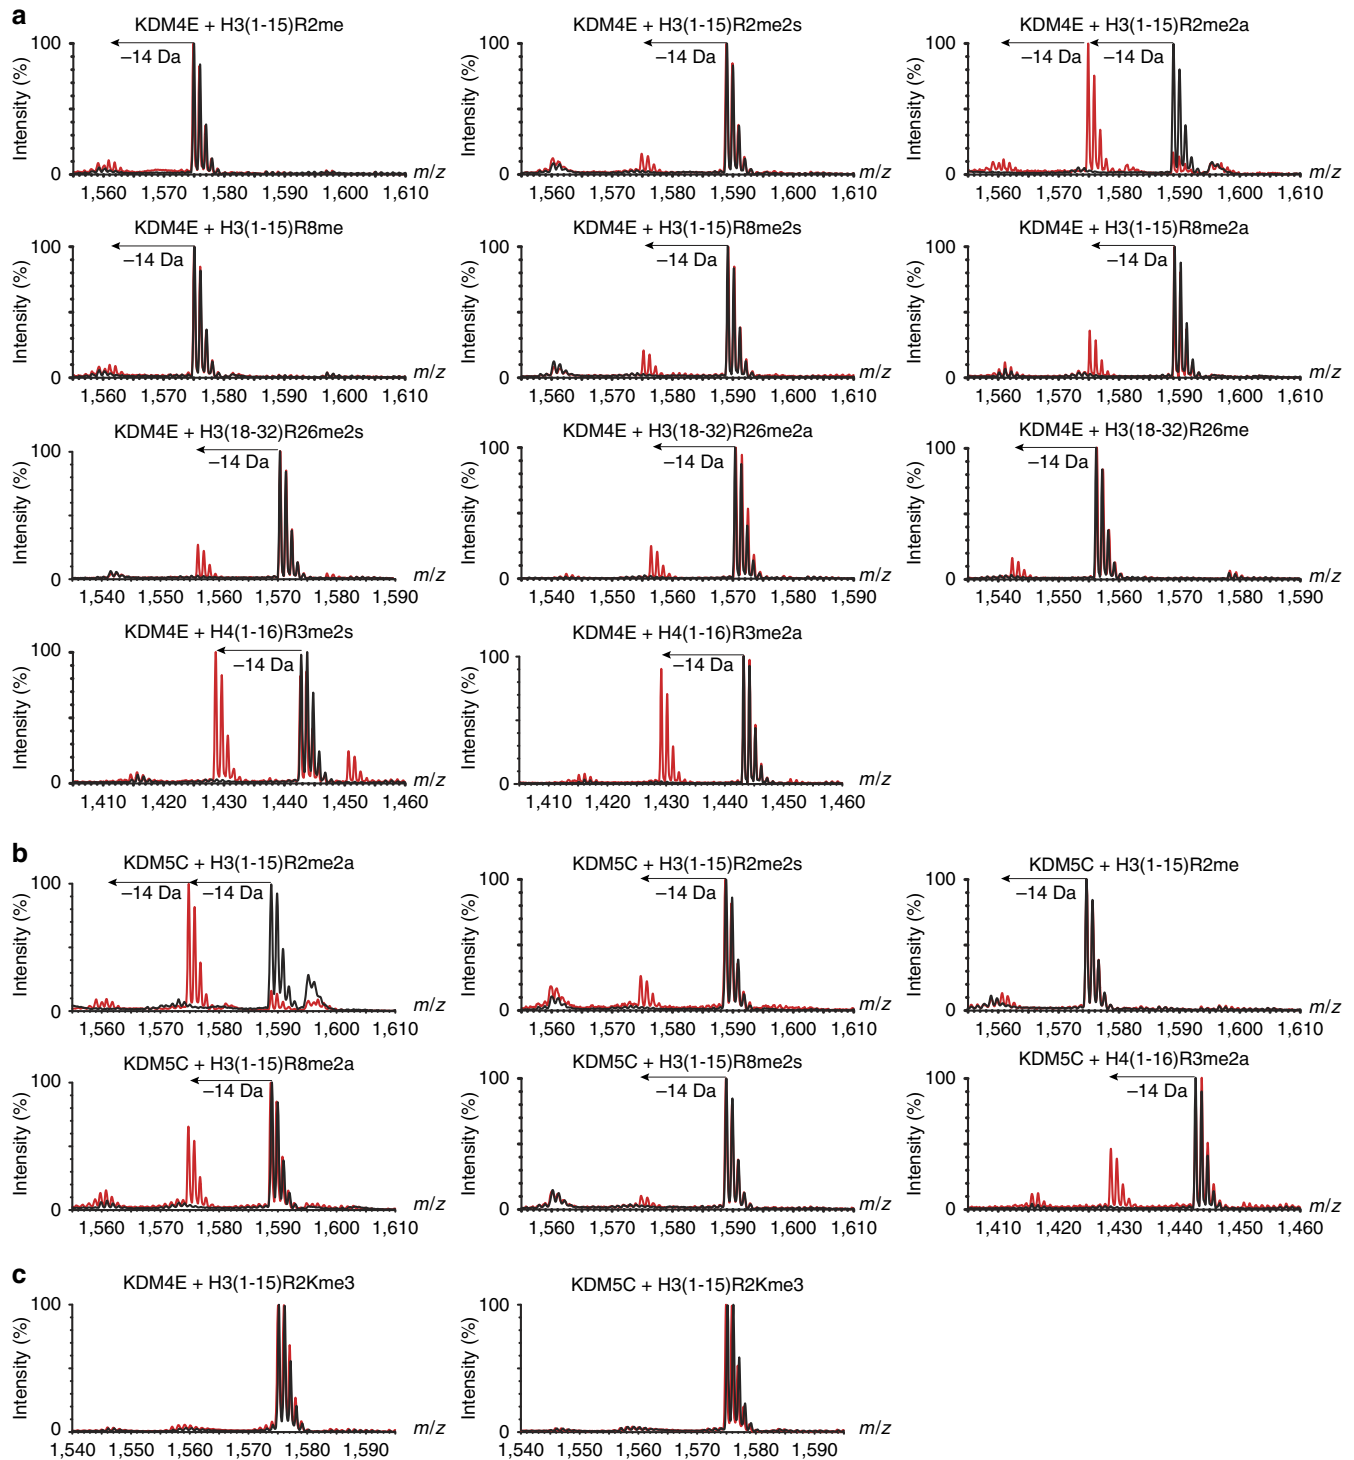 a
KDM4E + H3(1-15)R2me
Intensity (%)
100
0
–14 Da
m/z
1,560 1,570 1,580 1,590 1,600 1,610
KDM4E + H3(1-15)R2me2s
Intensity (%)
100
0
–14 Da
m/z
1,560 1,570 1,580 1,590 1,600 1,610
KDM4E + H3(1-15)R2me2a
Intensity (%)
100
0
–14 Da –14 Da
m/z
1,560 1,570 1,580 1,590 1,600 1,610
KDM4E + H3(1-15)R8me
Intensity (%)
100
0
–14 Da
m/z
1,560 1,570 1,580 1,590 1,600 1,610
KDM4E + H3(1-15)R8me2s
Intensity (%)
100
0
–14 Da
m/z
1,560 1,570 1,580 1,590 1,600 1,610
KDM4E + H3(1-15)R8me2a
Intensity (%)
100
0
–14 Da
m/z
1,560 1,570 1,580 1,590 1,600 1,610
KDM4E + H3(18-32)R26me2s
Intensity (%)
100
0
–14 Da
m/z
1,540 1,550 1,560 1,570 1,580 1,590
KDM4E + H3(18-32)R26me2a
Intensity (%)
100
0
–14 Da
m/z
1,540 1,550 1,560 1,570 1,580 1,590
KDM4E + H3(18-32)R26me
Intensity (%)
100
0
–14 Da
m/z
1,540 1,550 1,560 1,570 1,580 1,590
KDM4E + H4(1-16)R3me2s
Intensity (%)
100
0
–14 Da
m/z
1,410 1,420 1,430 1,440 1,450 1,460
KDM4E + H4(1-16)R3me2a
Intensity (%)
100
0
–14 Da
m/z
1,410 1,420 1,430 1,440 1,450 1,460
b
KDM5C + H3(1-15)R2me2a
Intensity (%)
100
0
–14 Da –14 Da
m/z
1,560 1,570 1,580 1,590 1,600 1,610
KDM5C + H3(1-15)R2me2s
Intensity (%)
100
0
–14 Da
m/z
1,560 1,570 1,580 1,590 1,600 1,610
KDM5C + H3(1-15)R2me
Intensity (%)
100
0
–14 Da
m/z
1,560 1,570 1,580 1,590 1,600 1,610
KDM5C + H3(1-15)R8me2a
Intensity (%)
100
0
–14 Da
m/z
1,560 1,570 1,580 1,590 1,600 1,610
KDM5C + H3(1-15)R8me2s
Intensity (%)
100
0
–14 Da
m/z
1,560 1,570 1,580 1,590 1,600 1,610
KDM5C + H4(1-16)R3me2a
Intensity (%)
100
0
–14 Da
m/z
1,410 1,420 1,430 1,440 1,450 1,460
c
KDM4E + H3(1-15)R2Kme3
Intensity (%)
100
0
m/z
1,540 1,550 1,560 1,570 1,580 1,590
KDM5C + H3(1-15)R2Kme3
Intensity (%)
100
0
m/z
1,540 1,550 1,560 1,570 1,580 1,590